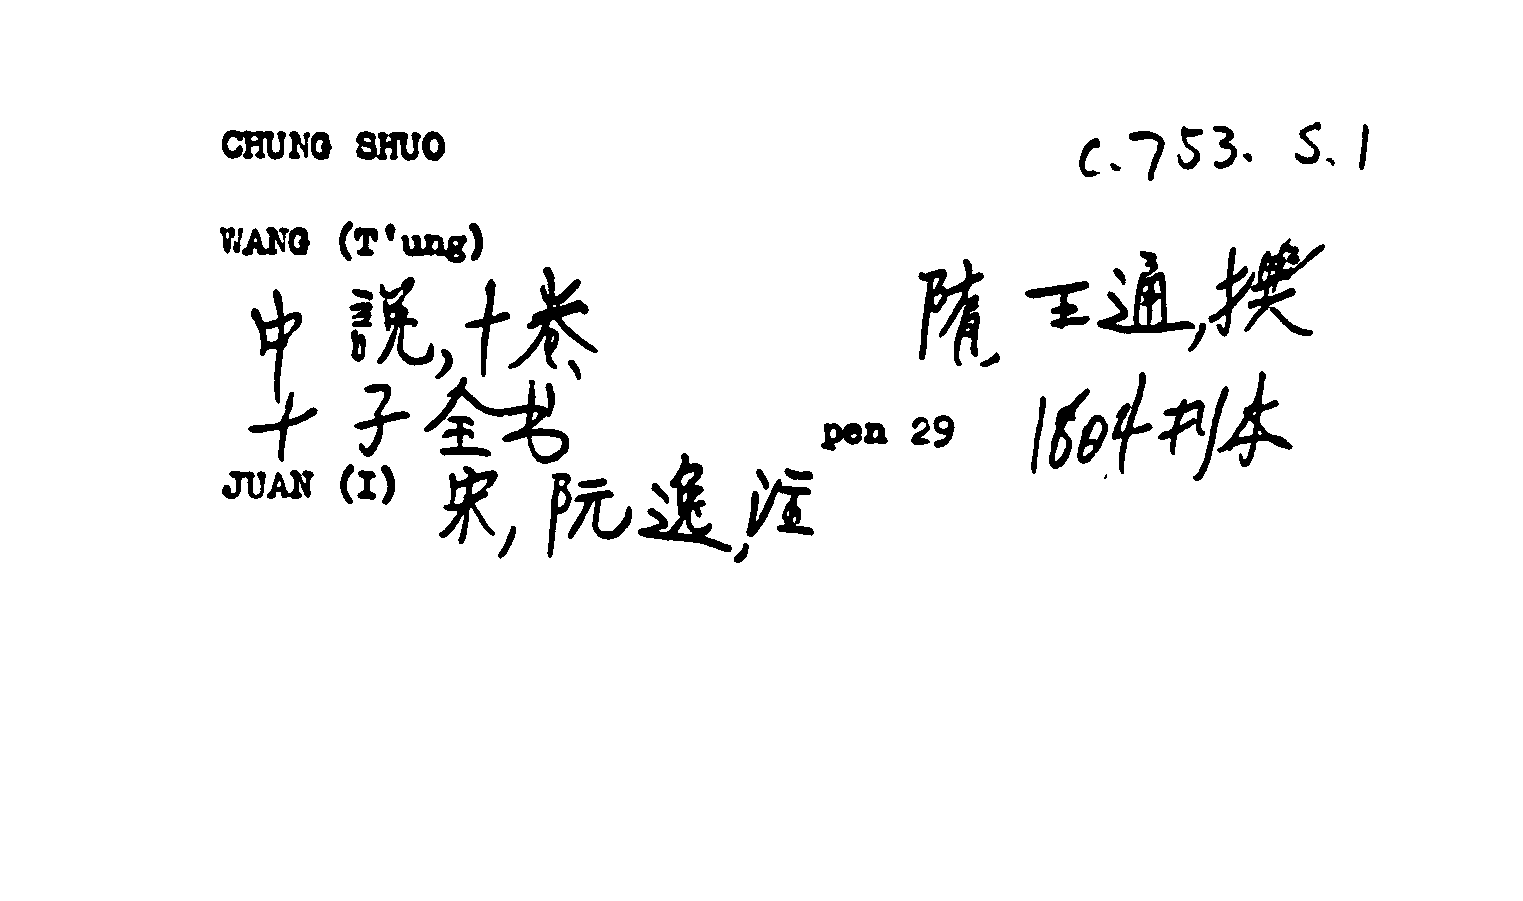 CHUNG SHUO c.753. S.1
WANG (T'ung)
中 說,十卷、 隋、王通,撰
十子全书 pen 29 1804刊本
JUAN (I) 宋,阮逸,注